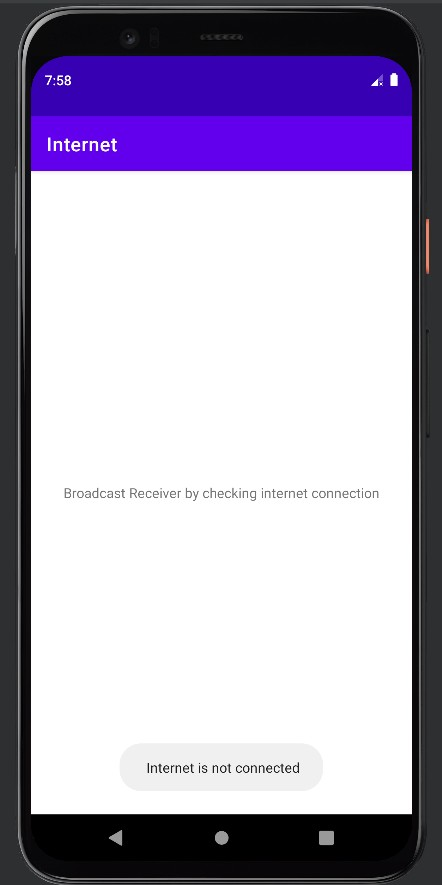 7:58
Internet
Broadcast Receiver by checking internet connection
Internet is not connected